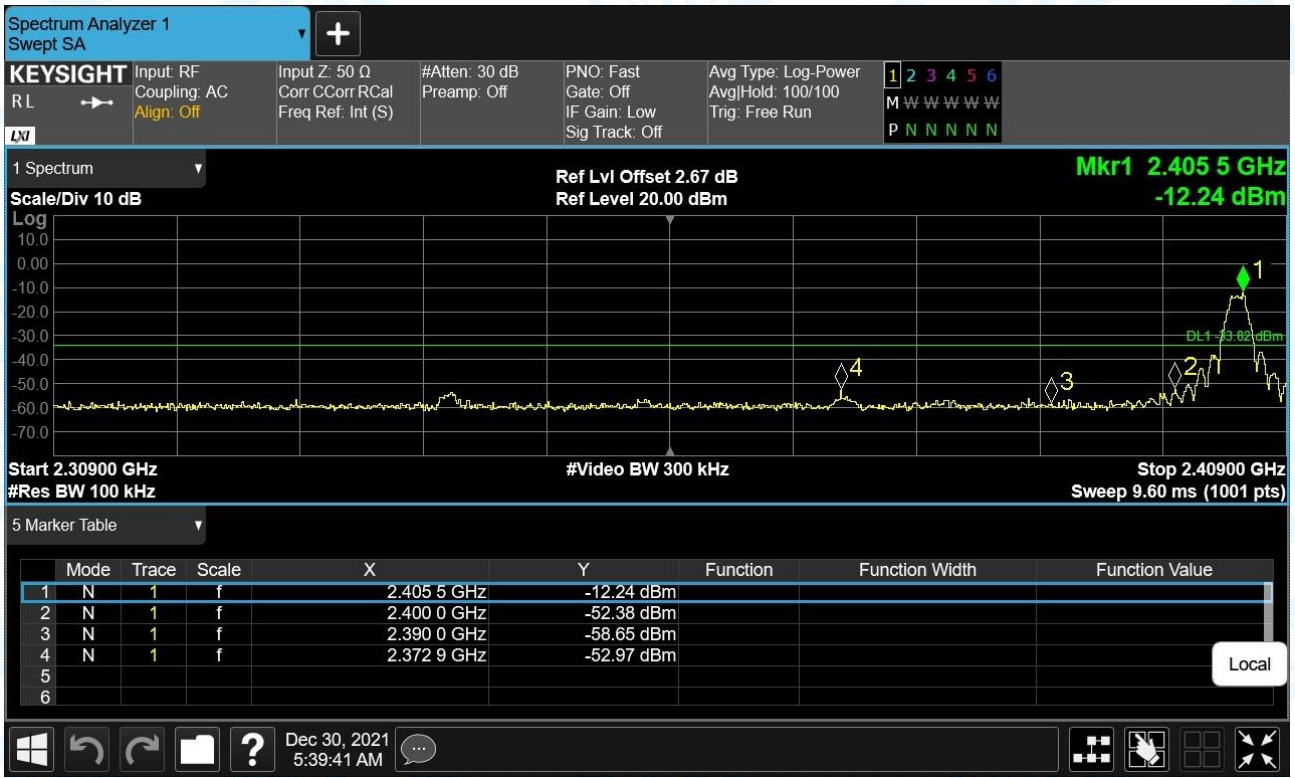 Spectrum Analyzer 1
Swept SA
+
KEYSIGHT
R L
LXI
Input: RF
Coupling: AC
Align: Off
Input Z: 50 Ω
Corr CCorr RCal
Freq Ref: Int (S)
#Atten: 30 dB
Preamp: Off
PNO: Fast
Gate: Off
IF Gain: Low
Sig Track: Off
Avg Type: Log-Power
Avg|Hold: 100/100
Trig: Free Run
1 2 3 4 5 6
M W W W W W
P N N N N N
1 Spectrum
Scale/Div 10 dB
Log
Ref Lvl Offset 2.67 dB
Ref Level 20.00 dBm
Mkr1 2.405 5 GHz
-12.24 dBm
10.0
0.00
-10.0
-20.0
-30.0
-40.0
-50.0
-60.0
-70.0
1
DL1 -33.82 dBm
4
3
2
Start 2.30900 GHz
#Res BW 100 kHz
#Video BW 300 kHz
Stop 2.40900 GHz
Sweep 9.60 ms (1001 pts)
5 Marker Table
Mode Trace Scale X Y Function Function Width Function Value
1 N 1 f 2.405 5 GHz -12.24 dBm
2 N 1 f 2.400 0 GHz -52.38 dBm
3 N 1 f 2.390 0 GHz -58.65 dBm
4 N 1 f 2.372 9 GHz -52.97 dBm
5
6
Local
?
Dec 30, 2021
5:39:41 AM